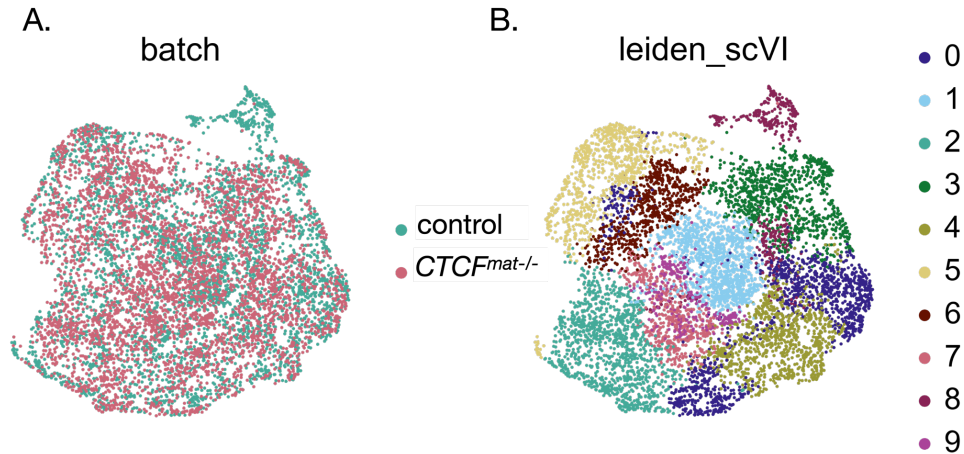 A.
batch
control
CTCFmat-/-
B.
leiden_scVI
0
1
2
3
4
5
6
7
8
9